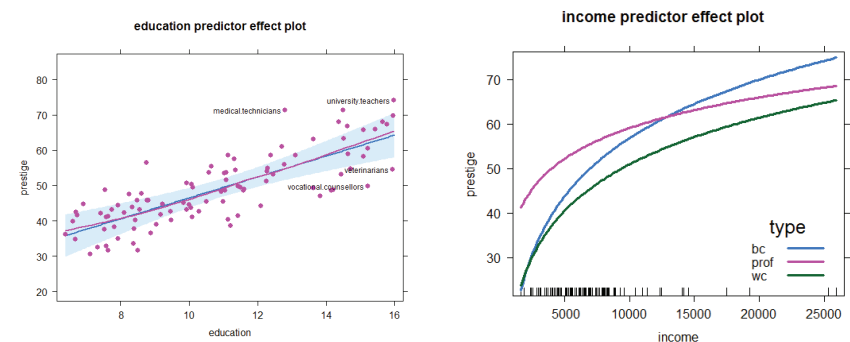 education predictor effect plot
80
70
60
50
40
30
20
prestige
medical.technicians
university.teachers
veterinarians
vocational.counsellors
8
10
12
14
16
education
income predictor effect plot
70
60
50
40
30
prestige
type
bc
prof
wc
5000
10000
15000
20000
25000
income